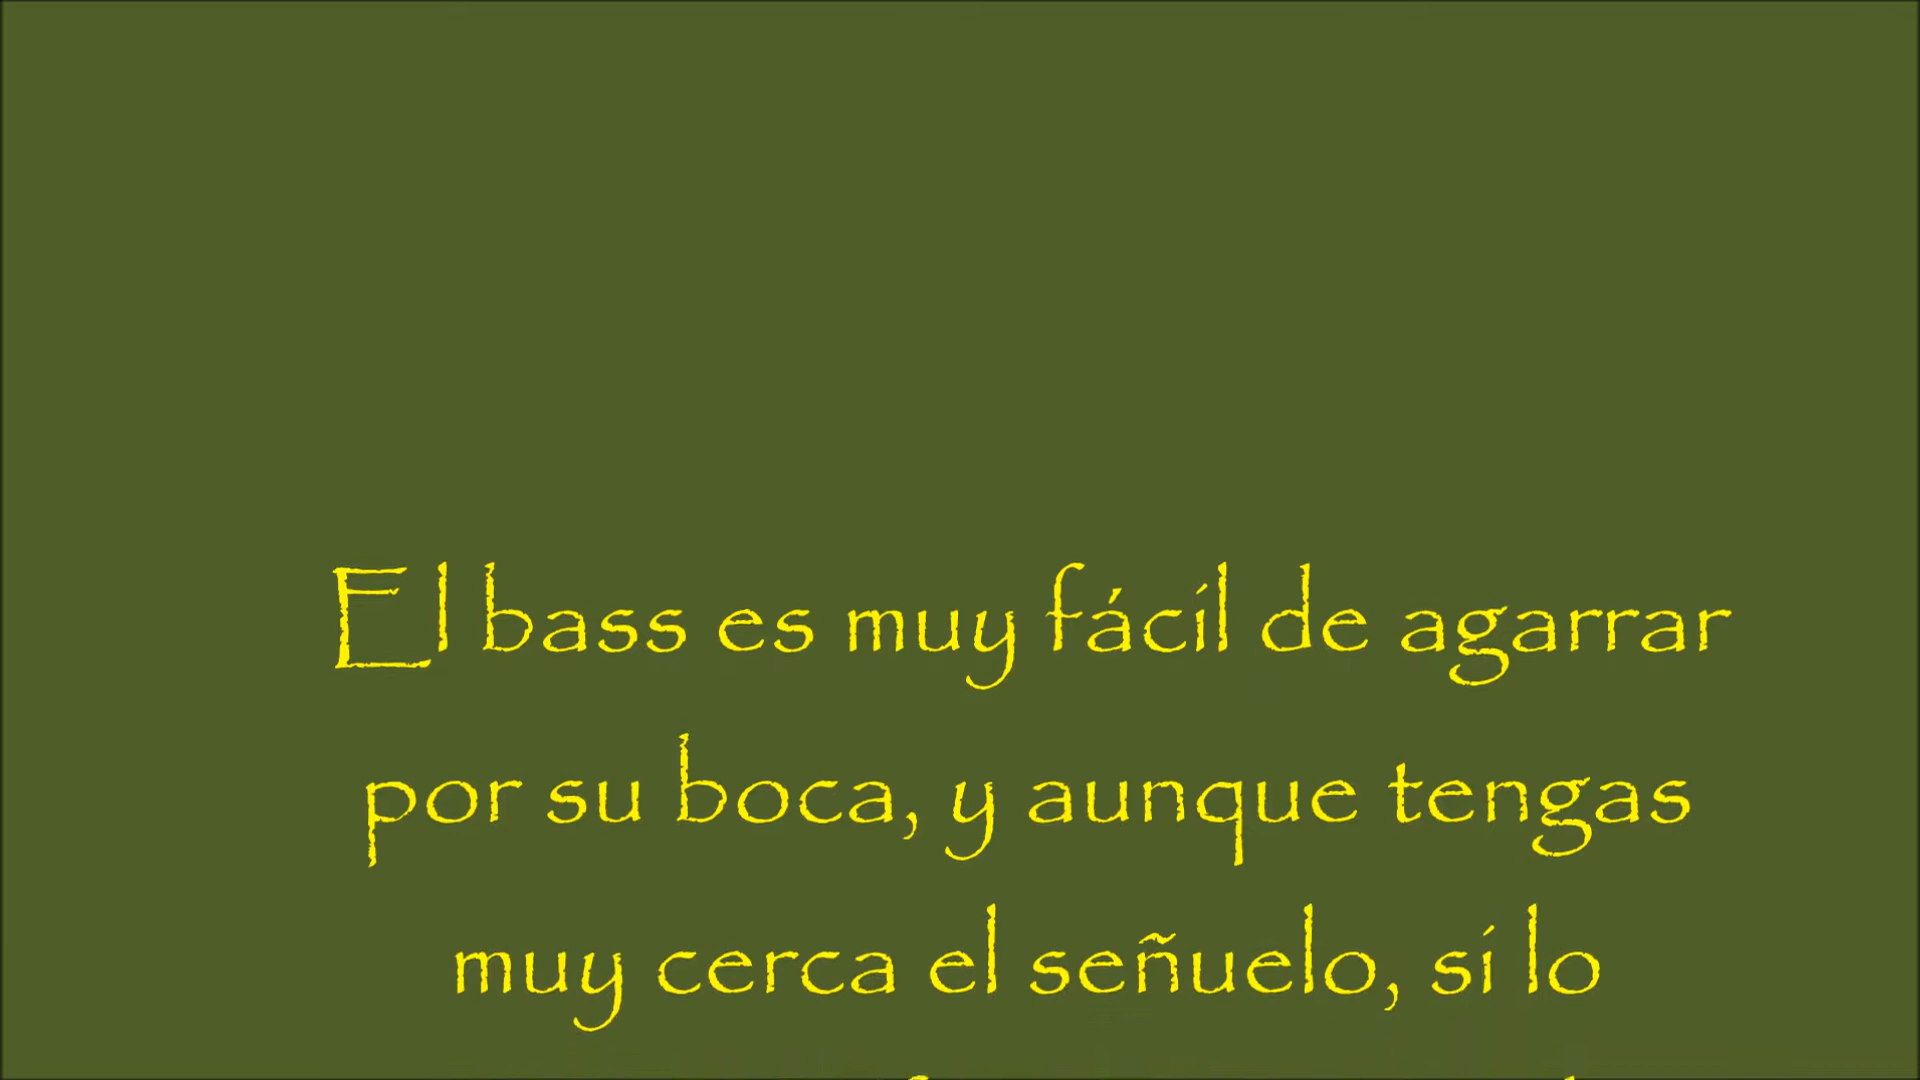 El bass es muy fácil de agarrar
por su boca, y aunque tengas
muy cerca el señuelo, si lo